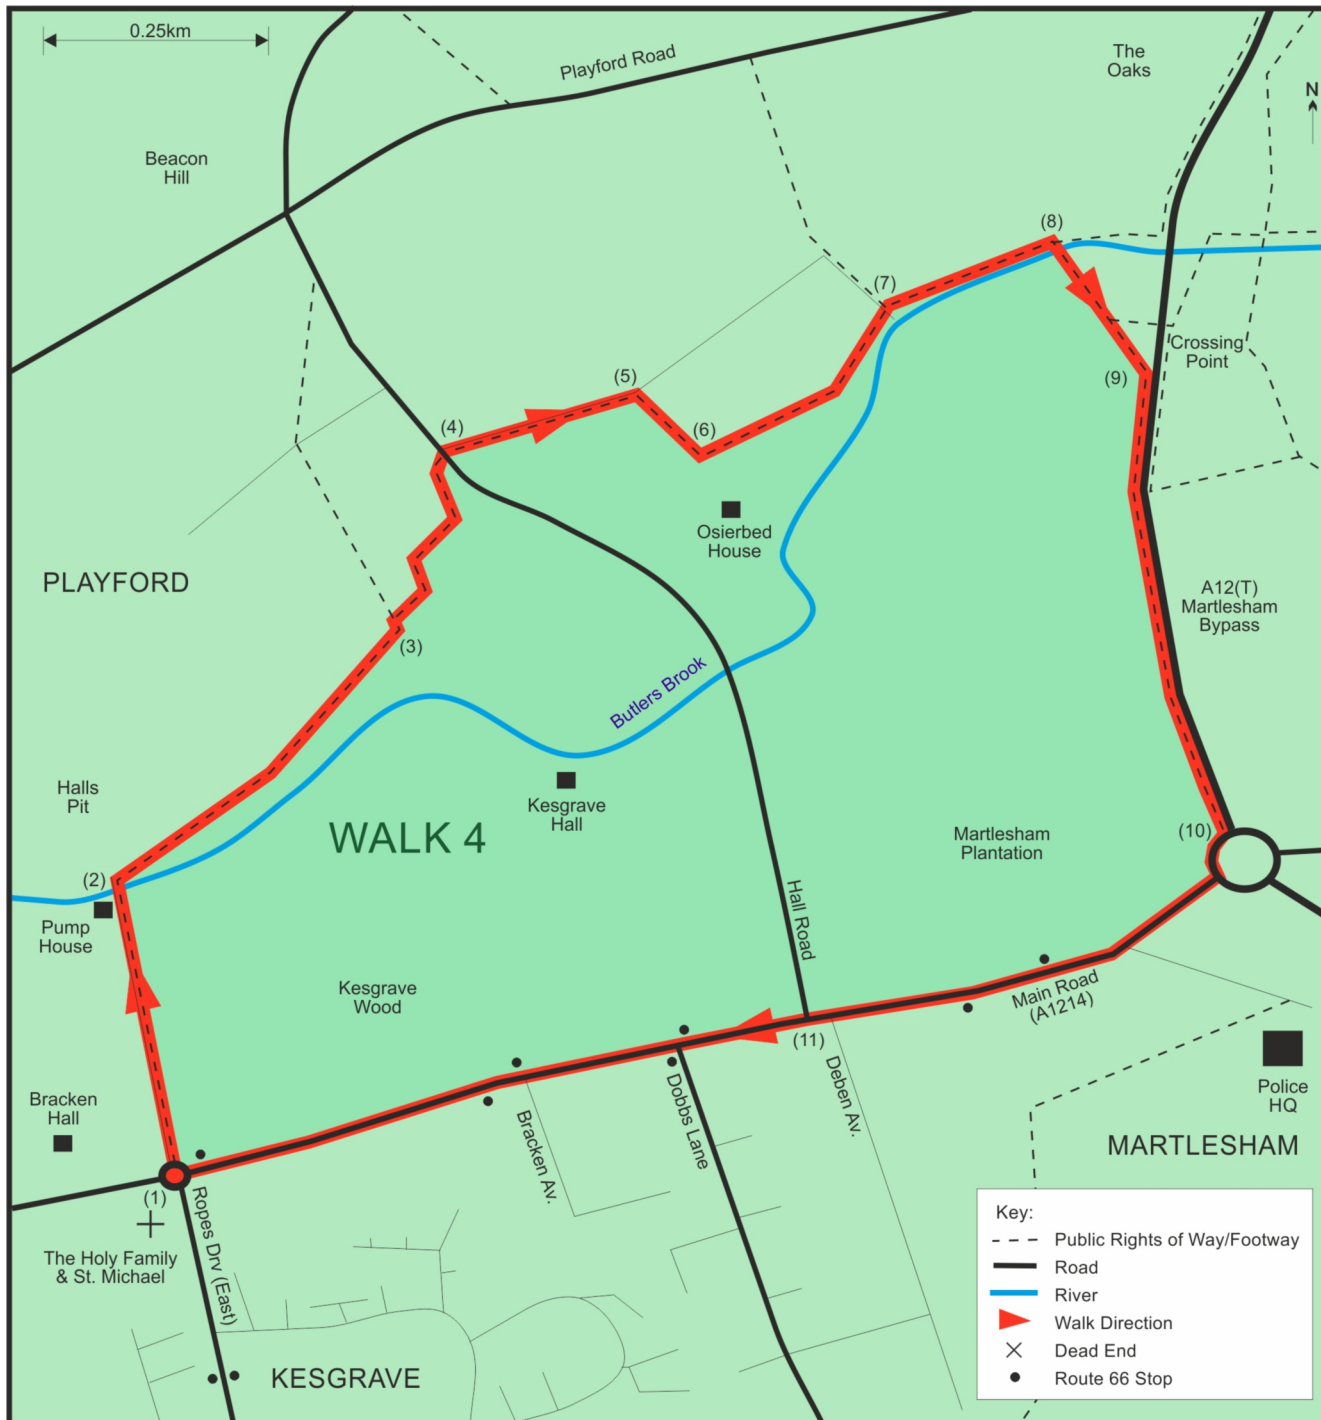 0.25km
Playford Road
The
Oaks
N
Beacon
Hill
(8)
(7)
Crossing
Point
(9)
(5)
(4)
(6)
Osierbed
House
PLAYFORD
A12(T)
Martlesham
Bypass
(3)
Butlers Brook
Halls
Pit
Kesgrave
Hall
WALK 4
Martlesham
Plantation
(10)
(2)
Pump
House
Hall Road
Kesgrave
Wood
Main Road
(A1214)
(11)
Deben Av.
Dobbs Lane
Bracken Av.
Police
HQ
Bracken
Hall
MARTLESHAM
(1)
Ropes Drv (East)
The Holy Family
& St. Michael
KESGRAVE
Key:
Public Rights of Way/Footway
Road
River
Walk Direction
Dead End
Route 66 Stop